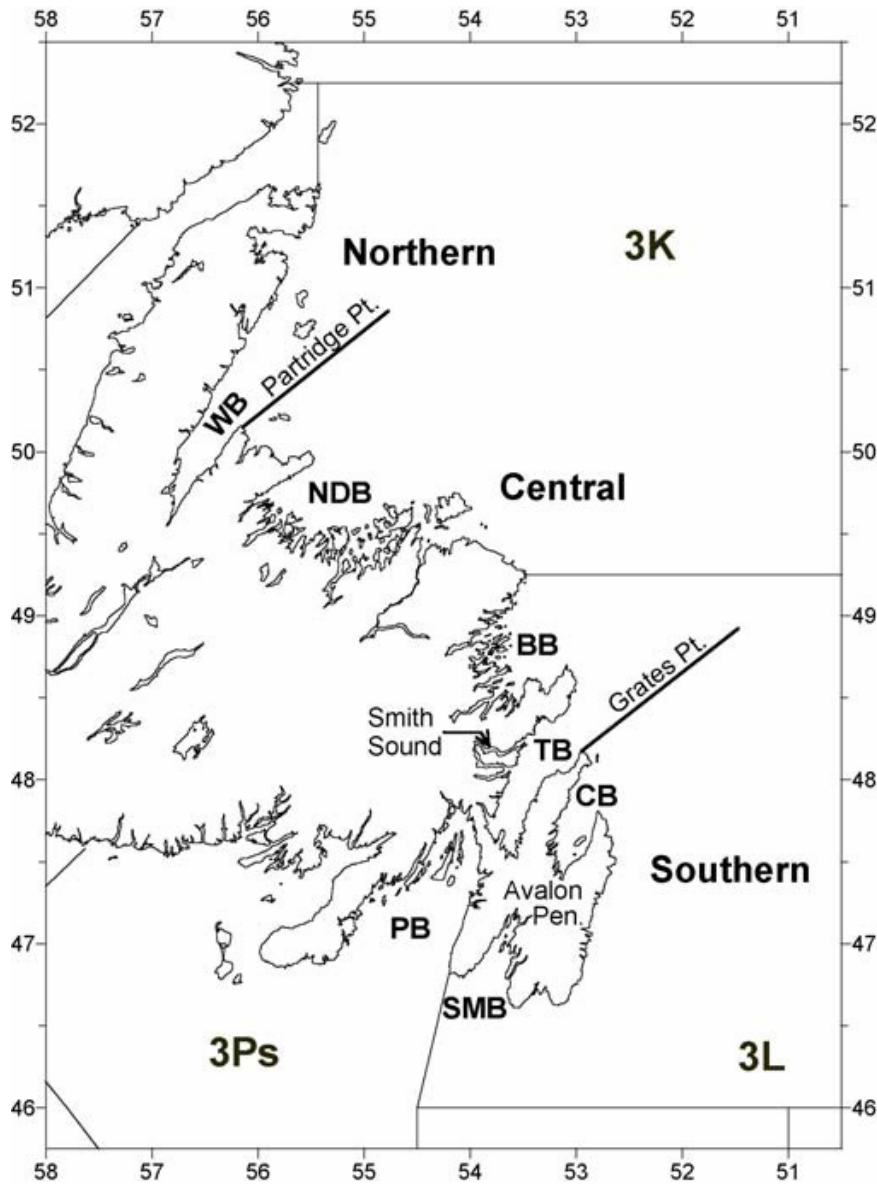 58 57 56 55 54 53 52 51
52 52
Northern
3K
51 51
Partridge Pt.
WB
50 50
NDB
Central
49 49
BB
Grates Pt.
Smith
Sound
TB
48 48
CB
Southern
Avalon
Pen.
PB
47 47
SMB
3Ps
3L
46 46
58 57 56 55 54 53 52 51